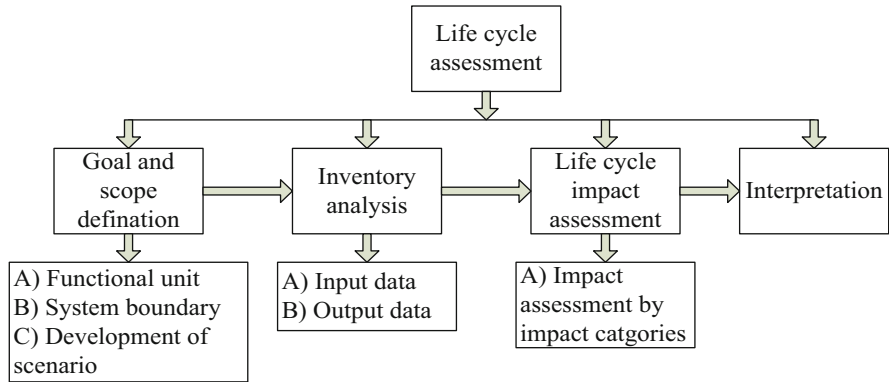 Life cycle
assessment
Goal and
scope
defination
Inventory
analysis
Life cycle
impact
assessment
Interpretation
A) Functional unit
B) System boundary
C) Development of
scenario
A) Input data
B) Output data
A) Impact
assessment by
impact catgories